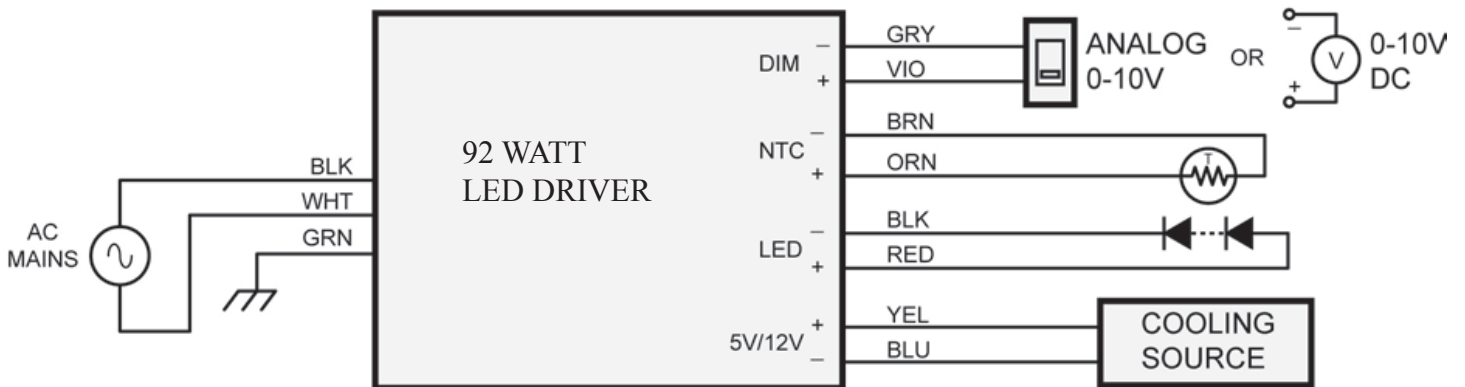 AC
MAINS
BLK
WHT
GRN
92 WATT
LED DRIVER
DIM
−
+
NTC
−
+
LED
−
+
5V/12V
+
−
GRY
VIO
ANALOG
0-10V
OR
−
+
V
0-10V
DC
BRN
ORN
T
BLK
RED
YEL
BLU
COOLING
SOURCE